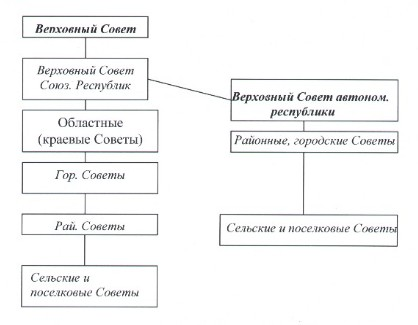 Верховный Совет
Верховный Совет
Союз. Республик
Верховный Совет автоном.
республики
Областные
(краевые Советы)
Районные, городские Советы
Гор. Советы
Рай. Советы
Сельские и поселковые Советы
Сельские и
поселковые Советы